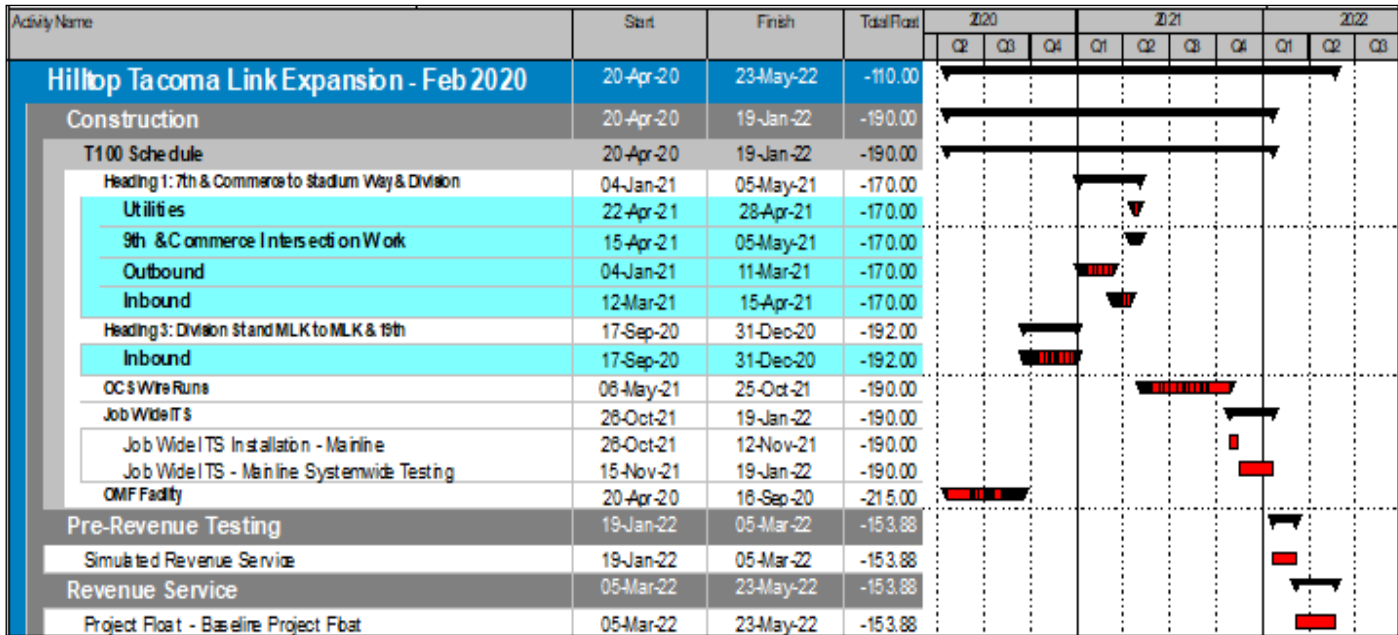 Activity Name Start Finish Total Float 2020 2021 2022
Q2 Q3 Q4 Q1 Q2 Q3 Q4 Q1 Q2 Q3
Hilltop Tacoma Link Expansion - Feb 2020 20-Apr-20 23-May-22 -110.00
Construction 20-Apr-20 19-Jan-22 -190.00
T100 Schedule 20-Apr-20 19-Jan-22 -190.00
Heading 1: 7th & Commerce to Stadium Way & Division 04-Jan-21 05-May-21 -170.00
Utilities 22-Apr-21 28-Apr-21 -170.00
9th & Commerce Intersection Work 15-Apr-21 05-May-21 -170.00
Outbound 04-Jan-21 11-Mar-21 -170.00
Inbound 12-Mar-21 15-Apr-21 -170.00
Heading 3: Division St and MLK to MLK & 19th 17-Sep-20 31-Dec-20 -192.00
Inbound 17-Sep-20 31-Dec-20 -192.00
OCS Wire Runs 06-May-21 25-Oct-21 -190.00
Job Wide ITS 26-Oct-21 19-Jan-22 -190.00
Job Wide ITS Installation - Mainline 26-Oct-21 12-Nov-21 -190.00
Job Wide ITS - Mainline Systemwide Testing 15-Nov-21 19-Jan-22 -190.00
OMF Facility 20-Apr-20 16-Sep-20 -215.00
Pre-Revenue Testing 19-Jan-22 05-Mar-22 -153.88
Simulated Revenue Service 19-Jan-22 05-Mar-22 -153.88
Revenue Service 05-Mar-22 23-May-22 -153.88
Project Float - Baseline Project Float 05-Mar-22 23-May-22 -153.88